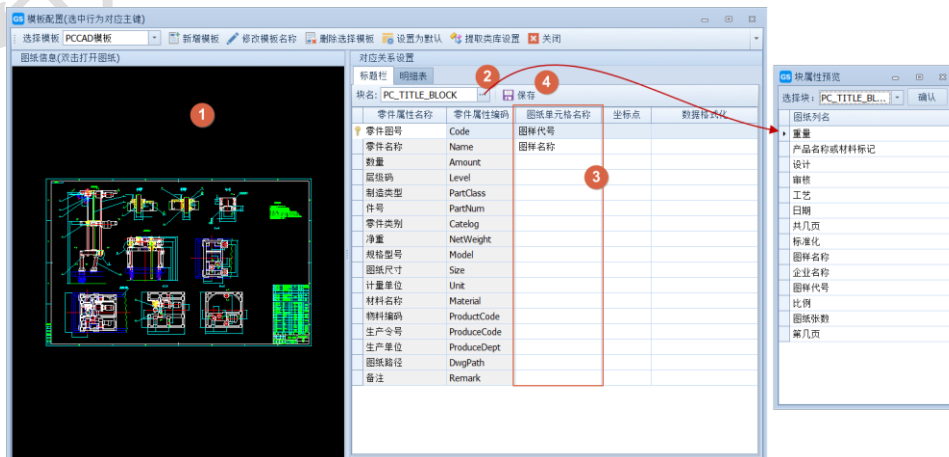 GS 模板配置(选中行为对应主键)
选择模板 PCCAD模板 新增模板 修改模板名称 删除选择模板 设置为默认 提取类库设置 关闭
图纸信息(双击打开图纸)
对应关系设置
标题栏 明细表
块名: PC_TITLE_BLOCK ... 保存
1
2
4
3
零件属性名称 零件属性编码 图纸单元格名称 坐标点 数据格式化
零件图号 Code 图样代号
零件名称 Name 图样名称
数量 Amount
层级码 Level
制造类型 PartClass
件号 PartNum
零件类别 Catelog
净重 NetWeight
规格型号 Model
图纸尺寸 Size
计量单位 Unit
材料名称 Material
物料编码 ProductCode
生产令号 ProduceCode
生产单位 ProduceDept
图纸路径 DwgPath
备注 Remark
GS 块属性预览
选择块: PC_TITLE_BL... 确认
图纸列名
重量
产品名称或材料标记
设计
审核
工艺
日期
共几页
标准化
图样名称
企业名称
图样代号
比例
图纸张数
第几页